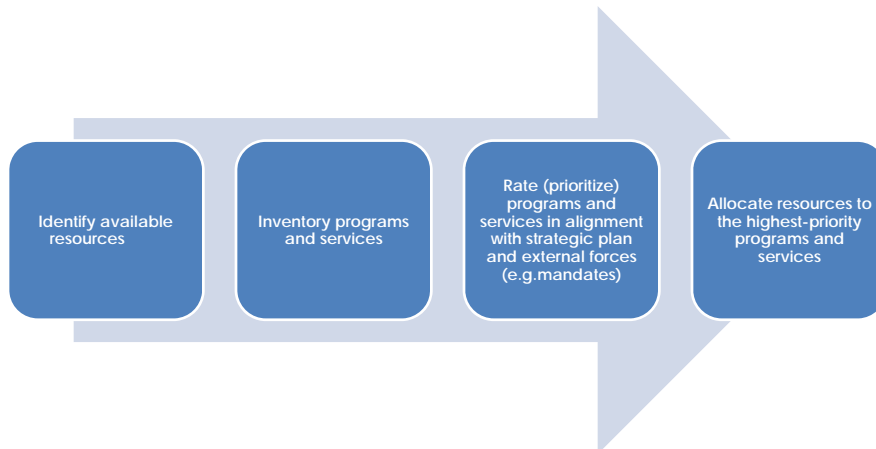 Identify available
resources
Inventory programs
and services
Rate (prioritize)
programs and
services in alignment
with strategic plan
and external forces
(e.g.mandates)
Allocate resources to
the highest-priority
programs and
services